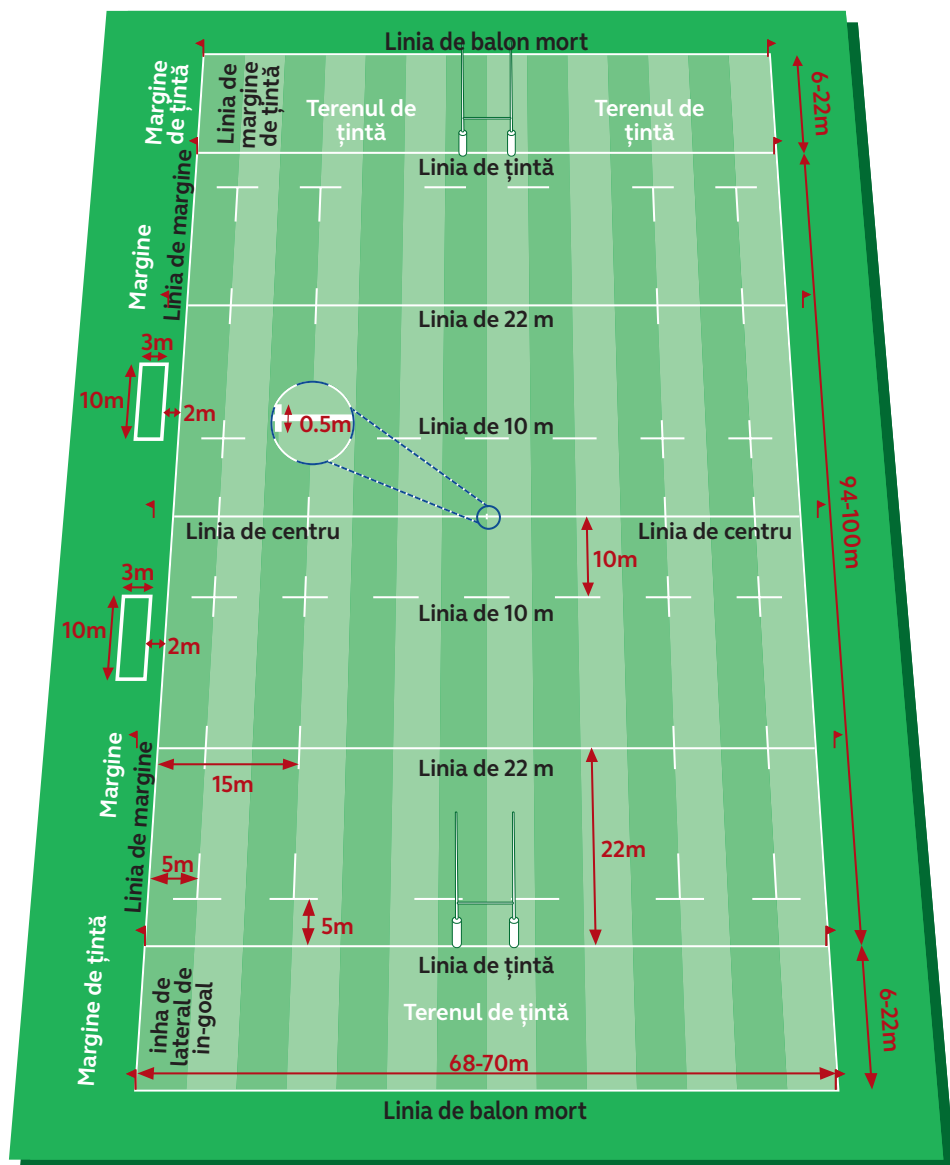 Linia de balon mort
Margine
de țintă
Linia de
margine
de țintă
Terenul de
țintă
Terenul de
țintă
6-22m
Linia de țintă
Linia de margine
Margine
Linia de 22 m
3m
10m
2m
0.5m
Linia de 10 m
94-100m
Linia de centru
Linia de centru
10m
3m
10m
2m
Linia de 10 m
Margine
Linia de margine
15m
Linia de 22 m
22m
5m
5m
Linia de țintă
Margine de țintă
inha de
lateral de
in-goal
Terenul de țintă
6-22m
68-70m
Linia de balon mort